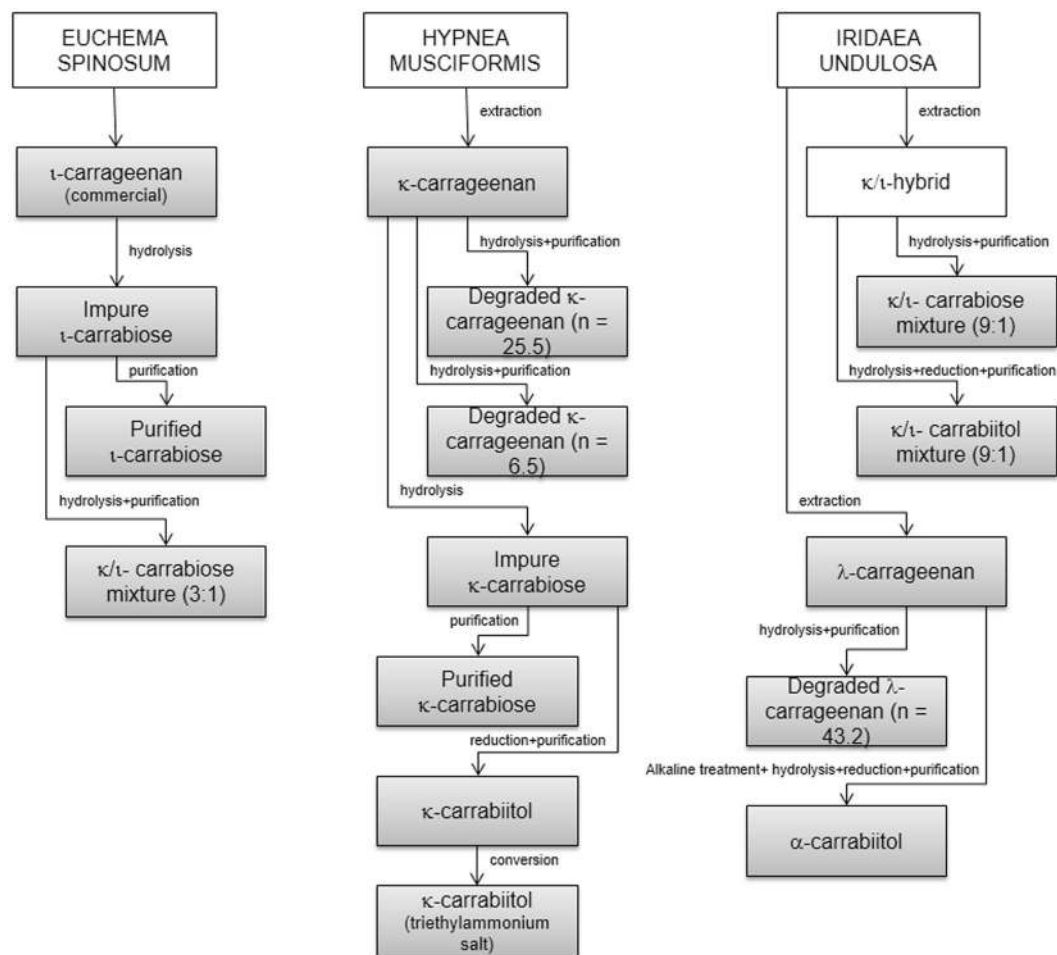 EUCHEMA
SPINOSUM
ι-carrageenan
(commercial)
hydrolysis
Impure
ι-carrabiose
purification
Purified
ι-carrabiose
hydrolysis+purification
κ/ι- carrabiose
mixture (3:1)
HYPNEA
MUSCIFORMIS
extraction
κ-carrageenan
hydrolysis+purification
Degraded κ-
carrageenan (n =
25.5)
hydrolysis+purification
Degraded κ-
carrageenan (n =
6.5)
hydrolysis
Impure
κ-carrabiose
purification
Purified
κ-carrabiose
reduction+purification
κ-carrabiitol
conversion
κ-carrabiitol
(triethylammonium
salt)
IRIDAEA
UNDULOSA
extraction
κ/ι-hybrid
hydrolysis+purification
κ/ι- carrabiose
mixture (9:1)
hydrolysis+reduction+purification
κ/ι- carrabiitol
mixture (9:1)
extraction
λ-carrageenan
hydrolysis+purification
Degraded λ-
carrageenan (n =
43.2)
Alkaline treatment+ hydrolysis+reduction+purification
α-carrabiitol